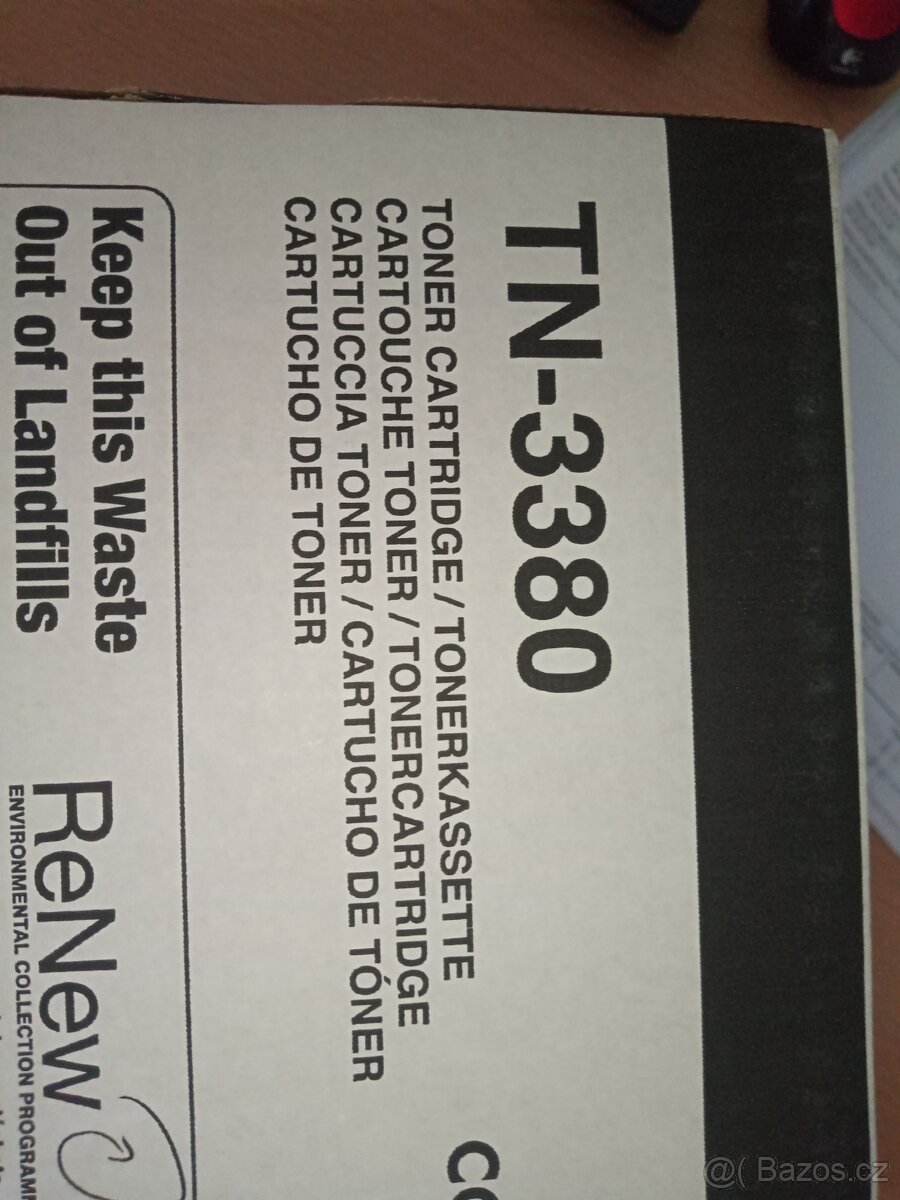 TN-3380
TONER CARTRIDGE / TONERKASSETTE
CARTOUCHE TONER / TONERCARTRIDGE
CARTUCCIA TONER / CARTUCHO DE TÓNER
CARTUCHO DE TONER
Keep this Waste
Out of Landfills
ReNew
ENVIRONMENTAL COLLECTION PROGRAM
@( Bazos.cz